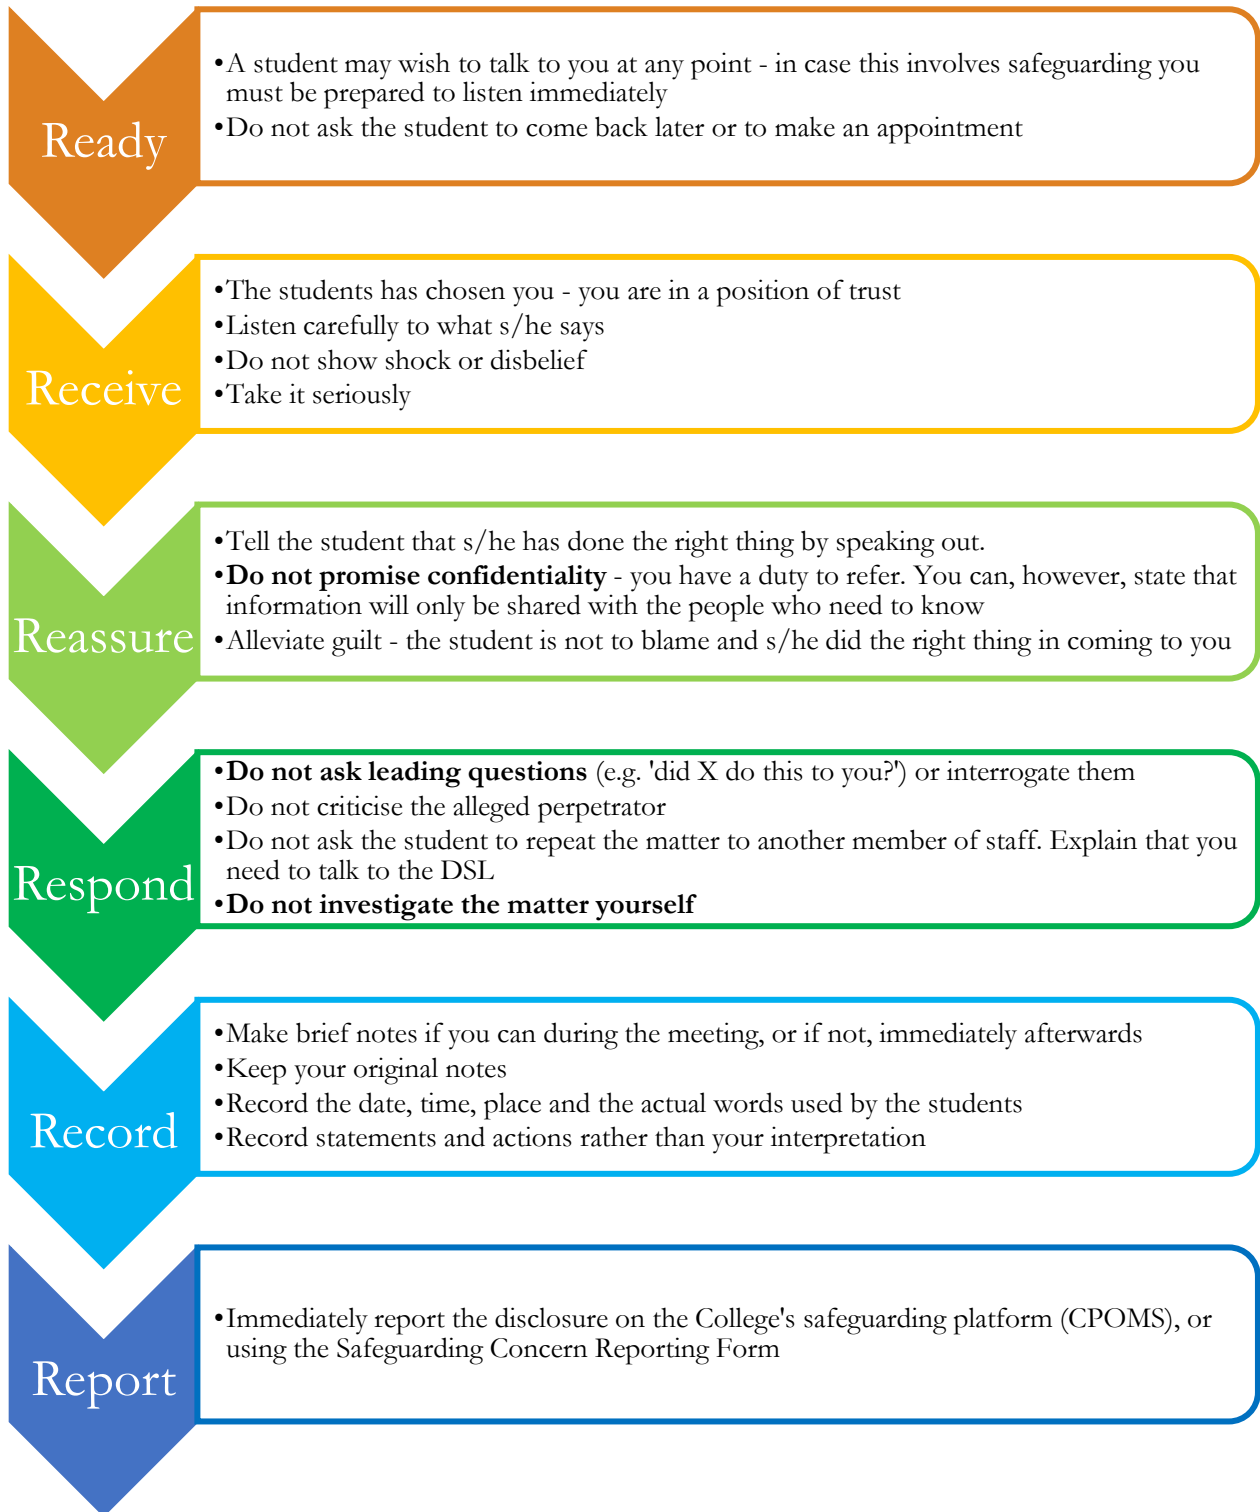 Ready
•A student may wish to talk to you at any point - in case this involves safeguarding you
must be prepared to listen immediately
•Do not ask the student to come back later or to make an appointment
Receive
•The students has chosen you - you are in a position of trust
•Listen carefully to what s/he says
•Do not show shock or disbelief
•Take it seriously
Reassure
•Tell the student that s/he has done the right thing by speaking out.
•Do not promise confidentiality - you have a duty to refer. You can, however, state that
information will only be shared with the people who need to know
•Alleviate guilt - the student is not to blame and s/he did the right thing in coming to you
Respond
•Do not ask leading questions (e.g. 'did X do this to you?') or interrogate them
•Do not criticise the alleged perpetrator
•Do not ask the student to repeat the matter to another member of staff. Explain that you
need to talk to the DSL
•Do not investigate the matter yourself
Record
•Make brief notes if you can during the meeting, or if not, immediately afterwards
•Keep your original notes
•Record the date, time, place and the actual words used by the students
•Record statements and actions rather than your interpretation
Report
•Immediately report the disclosure on the College's safeguarding platform (CPOMS), or
using the Safeguarding Concern Reporting Form